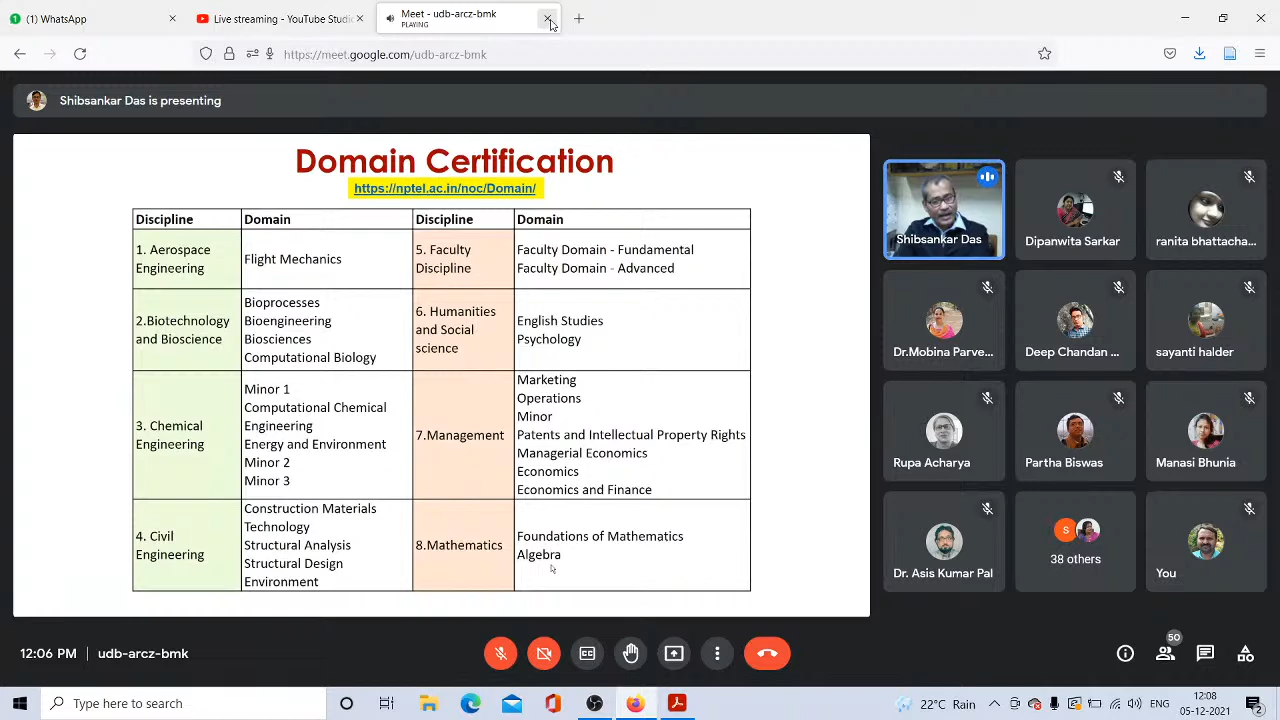 (1) WhatsApp
Live streaming - YouTube Studio
Meet - udb-arcz-bmk
PLAYING
https://meet.google.com/udb-arcz-bmk
Shibsankar Das is presenting
Domain Certification
https://nptel.ac.in/noc/Domain/
Discipline
Domain
Discipline
Domain
1. Aerospace
Engineering
Flight Mechanics
5. Faculty
Discipline
Faculty Domain - Fundamental
Faculty Domain - Advanced
2.Biotechnology
and Bioscience
Bioprocesses
Bioengineering
Biosciences
Computational Biology
6. Humanities
and Social
science
English Studies
Psychology
3. Chemical
Engineering
Minor 1
Computational Chemical
Engineering
Energy and Environment
Minor 2
Minor 3
7.Management
Marketing
Operations
Minor
Patents and Intellectual Property Rights
Managerial Economics
Economics
Economics and Finance
4. Civil
Engineering
Construction Materials
Technology
Structural Analysis
Structural Design
Environment
8.Mathematics
Foundations of Mathematics
Algebra
Shibsankar Das
Dipanwita Sarkar
ranita bhattacha...
Dr.Mobina Parve...
Deep Chandan ...
sayanti halder
Rupa Acharya
Partha Biswas
Manasi Bhunia
Dr. Asis Kumar Pal
S
38 others
You
12:06 PM | udb-arcz-bmk
50
Type here to search
22°C Rain
ENG
12:08
05-12-2021
2